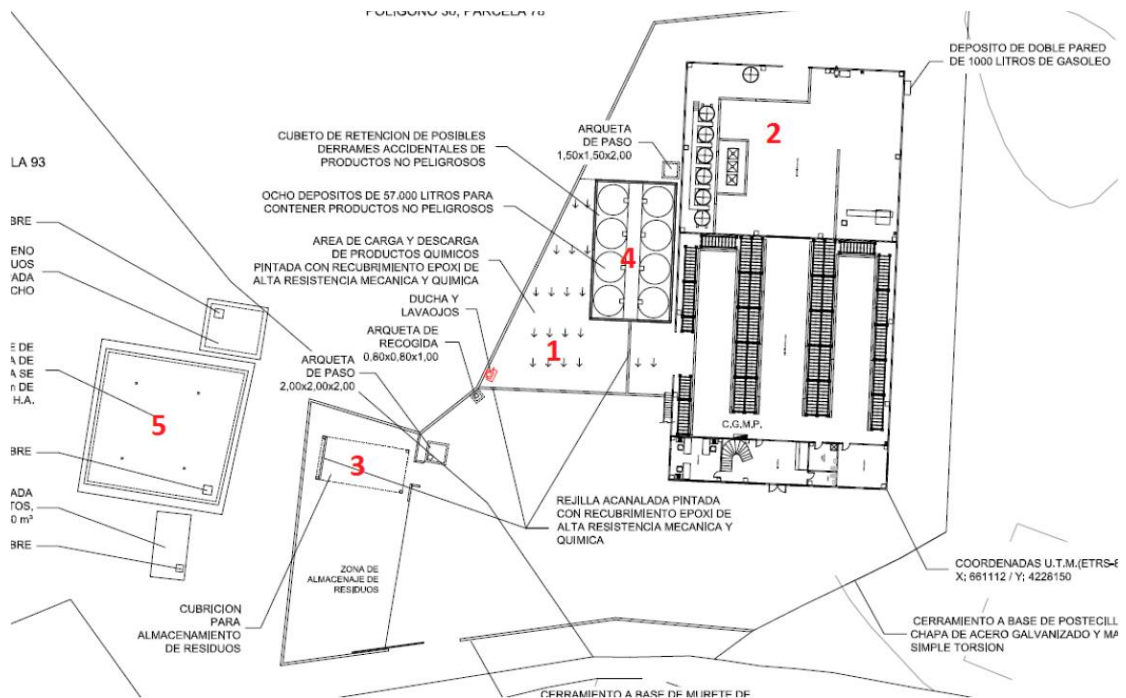 POLIGONO 30, PARCELA 78
DEPOSITO DE DOBLE PARED
DE 1000 LITROS DE GASOLEO
2
ARQUETA
DE PASO
1,50x1,50x2,00
CUBETO DE RETENCION DE POSIBLES
DERRAMES ACCIDENTALES DE
PRODUCTOS NO PELIGROSOS
LA 93
OCHO DEPOSITOS DE 57.000 LITROS PARA
CONTENER PRODUCTOS NO PELIGROSOS
4
BRE
AREA DE CARGA Y DESCARGA
DE PRODUCTOS QUIMICOS
PINTADA CON RECUBRIMIENTO EPOXI DE
ALTA RESISTENCIA MECANICA Y QUIMICA
ENO
UOS
ADA
CHO
DUCHA Y
LAVAOJOS
ARQUETA DE
RECOGIDA
0,80x0,80x1,00
1
ARQUETA
DE PASO
2,00x2,00x2,00
E DE
A DE
A SE
n DE
H.A.
5
C.G.M.P.
3
BRE
ADA
TOS,
0 m³
BRE
REJILLA ACANALADA PINTADA
CON RECUBRIMIENTO EPOXI DE
ALTA RESISTENCIA MECANICA Y
QUIMICA
ZONA DE
ALMACENAJE DE
RESIDUOS
COORDENADAS U.T.M.(ETRS-8
X; 661112 / Y; 4228150
CUBRICION
PARA
ALMACENAMIENTO
DE RESIDUOS
CERRAMIENTO A BASE DE POSTECILL
CHAPA DE ACERO GALVANIZADO Y MA
SIMPLE TORSION
CERRAMIENTO A BASE DE MURETE DE